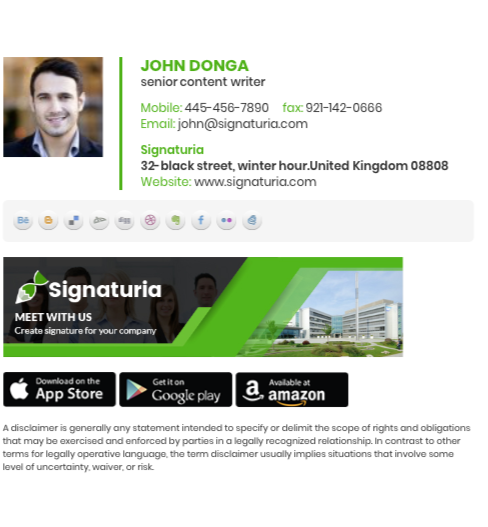 JOHN DONGA
senior content writer
Mobile: 445-456-7890 fax: 921-142-0666
Email: john@signaturia.com
Signaturia
32- black street, winter hour.United Kingdom 08808
Website: www.signaturia.com
Bē
digg
f
Signaturia
MEET WITH US
Create signature for your company
Download on the
App Store
Get it on
Google play
Available at
amazon
A disclaimer is generally any statement intended to specify or delimit the scope of rights and obligations
that may be exercised and enforced by parties in a legally recognized relationship. In contrast to other
terms for legally operative language, the term disclaimer usually implies situations that involve some
level of uncertainty, waiver, or risk.